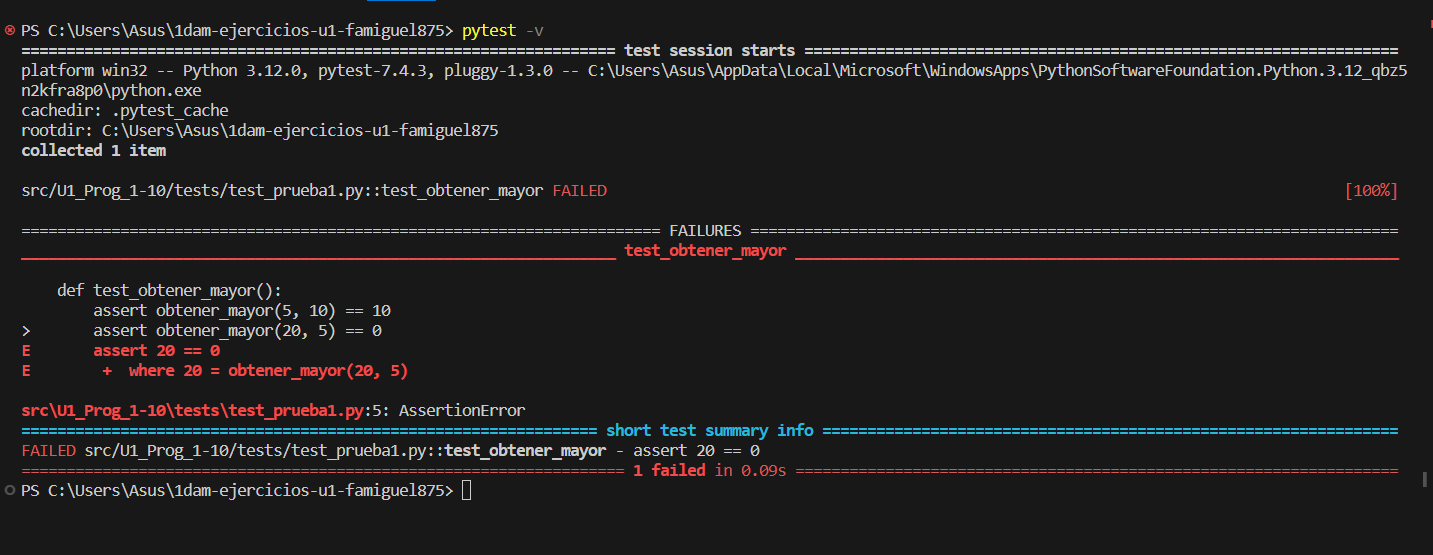 PS C:\Users\Asus\1dam-ejercicios-u1-famiguel875> pytest -v
================================================================== test session starts ==================================================================
platform win32 -- Python 3.12.0, pytest-7.4.3, pluggy-1.3.0 -- C:\Users\Asus\AppData\Local\Microsoft\WindowsApps\PythonSoftwareFoundation.Python.3.12_qbz5
n2kfra8p0\python.exe
cachedir: .pytest_cache
rootdir: C:\Users\Asus\1dam-ejercicios-u1-famiguel875
collected 1 item
src/U1_Prog_1-10/tests/test_prueba1.py::test_obtener_mayor FAILED [100%]
======================================================================= FAILURES ========================================================================
__________________________________________________________________ test_obtener_mayor ___________________________________________________________________
    def test_obtener_mayor():
        assert obtener_mayor(5, 10) == 10
>       assert obtener_mayor(20, 5) == 0
E       assert 20 == 0
E        +  where 20 = obtener_mayor(20, 5)
src\U1_Prog_1-10\tests\test_prueba1.py:5: AssertionError
================================================================ short test summary info ================================================================
FAILED src/U1_Prog_1-10/tests/test_prueba1.py::test_obtener_mayor - assert 20 == 0
=================================================================== 1 failed in 0.09s ===================================================================
PS C:\Users\Asus\1dam-ejercicios-u1-famiguel875>